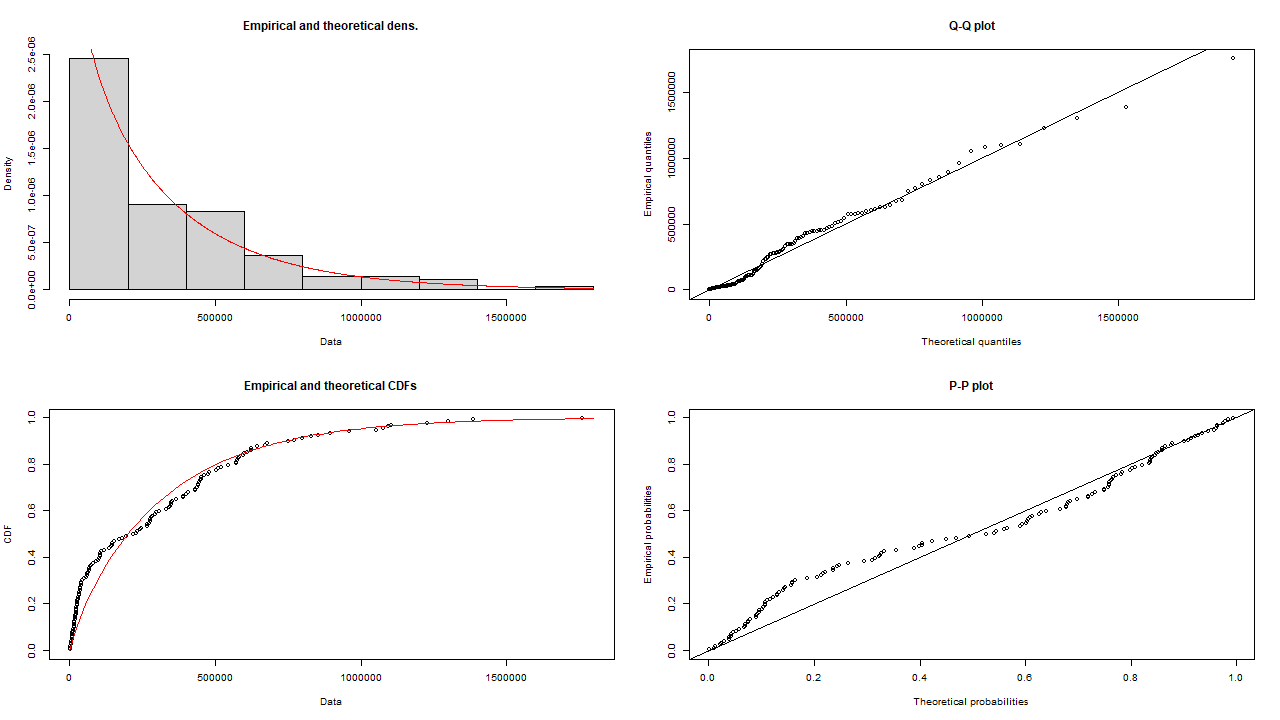 Empirical and theoretical dens.
Density
0.0e+00 5.0e-07 1.0e-06 1.5e-06 2.0e-06 2.5e-06
0 500000 1000000 1500000
Data
Q-Q plot
Empirical quantiles
0 500000 1000000 1500000
0 500000 1000000 1500000
Theoretical quantiles
Empirical and theoretical CDFs
CDF
0.0 0.2 0.4 0.6 0.8 1.0
0 500000 1000000 1500000
Data
P-P plot
Empirical probabilities
0.0 0.2 0.4 0.6 0.8 1.0
0.0 0.2 0.4 0.6 0.8 1.0
Theoretical probabilities